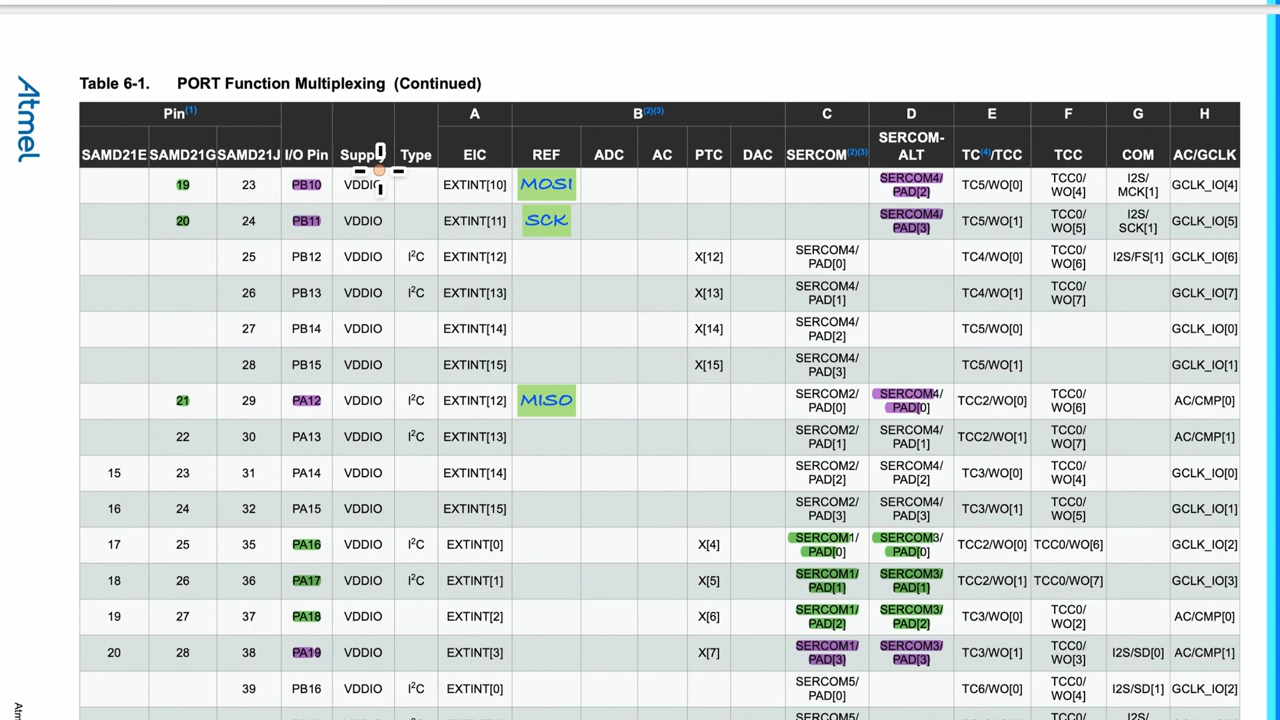 Atmel
Table 6-1. PORT Function Multiplexing (Continued)
Pin(1) A B(2)(3) C D E F G H
SAMD21E SAMD21G SAMD21J I/O Pin Supply Type EIC REF ADC AC PTC DAC SERCOM(2)(3) SERCOM-ALT TC(4)/TCC TCC COM AC/GCLK
19 23 PB10 VDDIO EXTINT[10] MOSI SERCOM4/PAD[2] TC5/WO[0] TCC0/WO[4] I2S/MCK[1] GCLK_IO[4]
20 24 PB11 VDDIO EXTINT[11] SCK SERCOM4/PAD[3] TC5/WO[1] TCC0/WO[5] I2S/SCK[1] GCLK_IO[5]
25 PB12 VDDIO I2C EXTINT[12] X[12] SERCOM4/PAD[0] TC4/WO[0] TCC0/WO[6] I2S/FS[1] GCLK_IO[6]
26 PB13 VDDIO I2C EXTINT[13] X[13] SERCOM4/PAD[1] TC4/WO[1] TCC0/WO[7] GCLK_IO[7]
27 PB14 VDDIO EXTINT[14] X[14] SERCOM4/PAD[2] TC5/WO[0] GCLK_IO[0]
28 PB15 VDDIO EXTINT[15] X[15] SERCOM4/PAD[3] TC5/WO[1] GCLK_IO[1]
21 29 PA12 VDDIO I2C EXTINT[12] MISO SERCOM2/PAD[0] SERCOM4/PAD[0] TCC2/WO[0] TCC0/WO[6] AC/CMP[0]
22 30 PA13 VDDIO I2C EXTINT[13] SERCOM2/PAD[1] SERCOM4/PAD[1] TCC2/WO[1] TCC0/WO[7] AC/CMP[1]
15 23 31 PA14 VDDIO EXTINT[14] SERCOM2/PAD[2] SERCOM4/PAD[2] TC3/WO[0] TCC0/WO[4] GCLK_IO[0]
16 24 32 PA15 VDDIO EXTINT[15] SERCOM2/PAD[3] SERCOM4/PAD[3] TC3/WO[1] TCC0/WO[5] GCLK_IO[1]
17 25 35 PA16 VDDIO I2C EXTINT[0] X[4] SERCOM1/PAD[0] SERCOM3/PAD[0] TCC2/WO[0] TCC0/WO[6] GCLK_IO[2]
18 26 36 PA17 VDDIO I2C EXTINT[1] X[5] SERCOM1/PAD[1] SERCOM3/PAD[1] TCC2/WO[1] TCC0/WO[7] GCLK_IO[3]
19 27 37 PA18 VDDIO EXTINT[2] X[6] SERCOM1/PAD[2] SERCOM3/PAD[2] TC3/WO[0] TCC0/WO[2] AC/CMP[0]
20 28 38 PA19 VDDIO EXTINT[3] X[7] SERCOM1/PAD[3] SERCOM3/PAD[3] TC3/WO[1] TCC0/WO[3] I2S/SD[0] AC/CMP[1]
39 PB16 VDDIO I2C EXTINT[0] SERCOM5/PAD[0] TC6/WO[0] TCC0/WO[4] I2S/SD[1] GCLK_IO[2]
SERCOM5/ TCC0/ I2S/